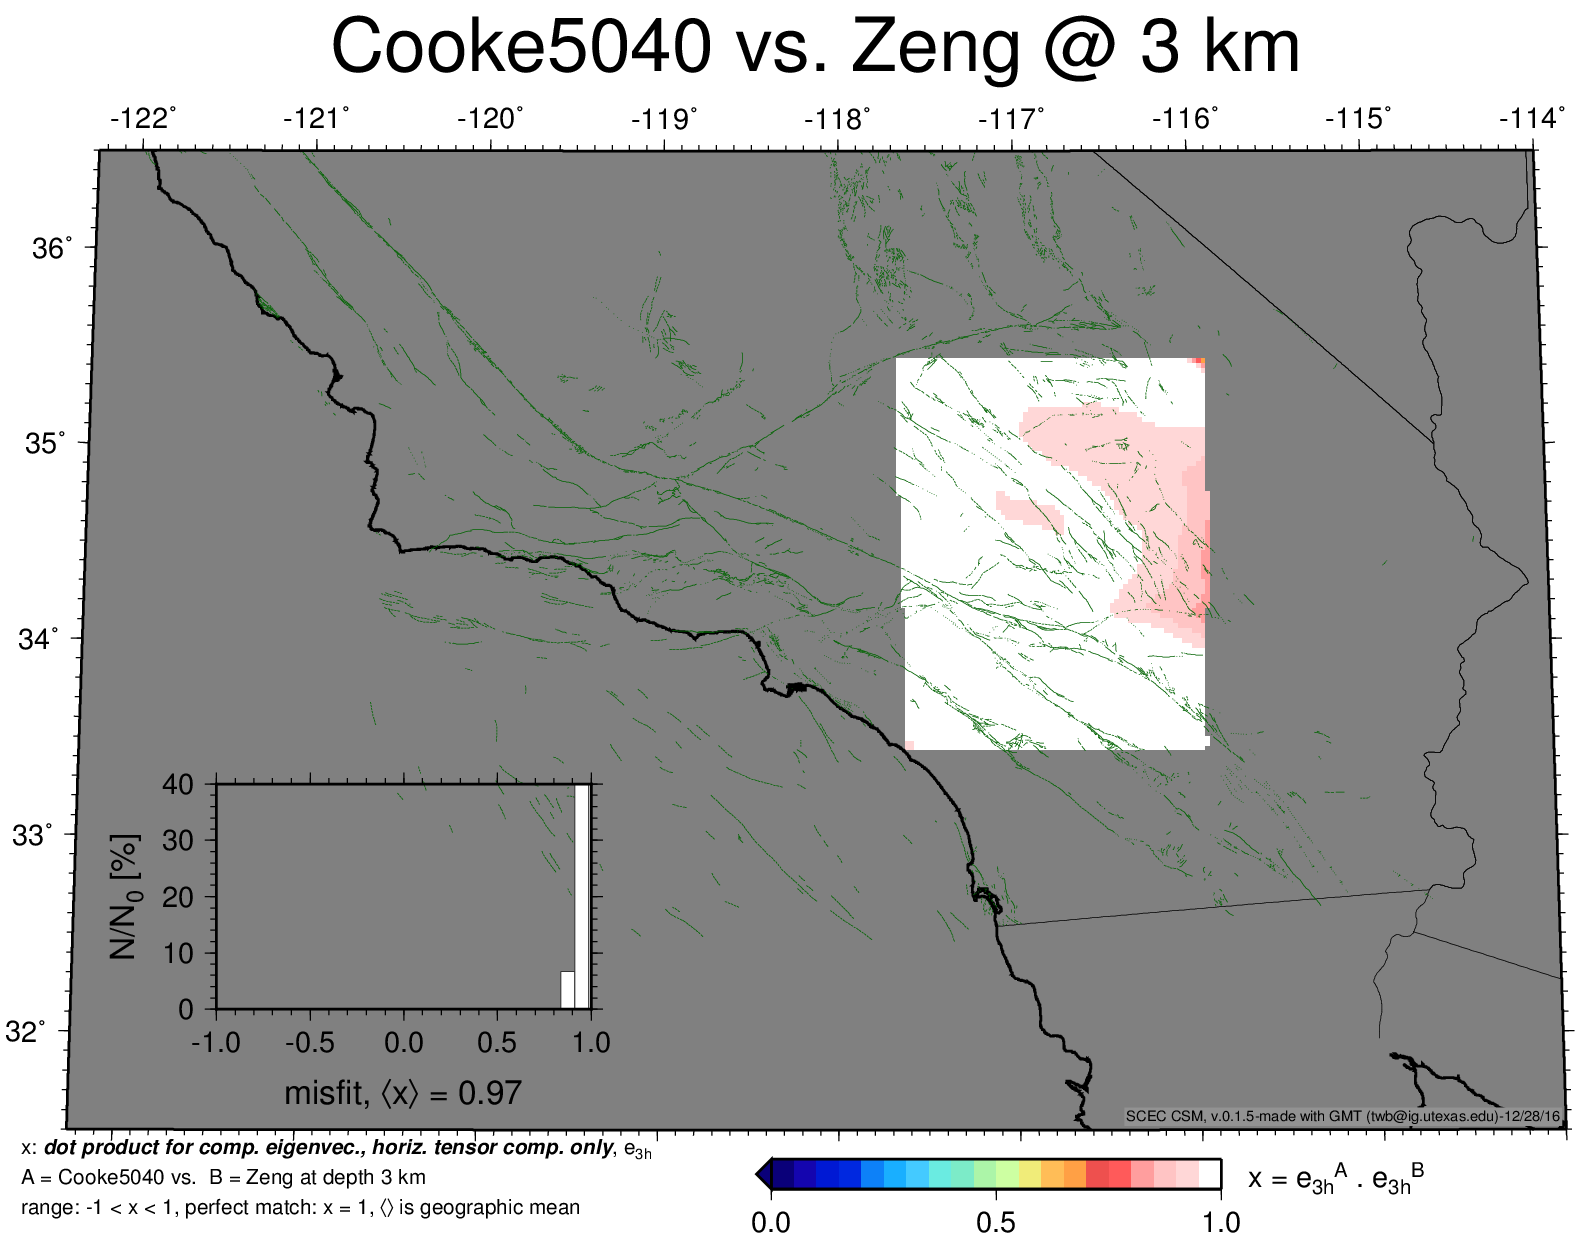 Cooke5040 vs. Zeng @ 3 km
-122˚ -121˚ -120˚ -119˚ -118˚ -117˚ -116˚ -115˚ -114˚
36˚
35˚
34˚
33˚
32˚
40
30
20
10
0
N/N0 [%]
-1.0 -0.5 0.0 0.5 1.0
misfit, ⟨x⟩ = 0.97
SCEC CSM, v.0.1.5-made with GMT (twb@ig.utexas.edu)-12/28/16
x: dot product for comp. eigenvec., horiz. tensor comp. only, e3h
A = Cooke5040 vs. B = Zeng at depth 3 km
range: -1 < x < 1, perfect match: x = 1, ⟨⟩ is geographic mean
x = e3h^A . e3h^B
0.0 0.5 1.0